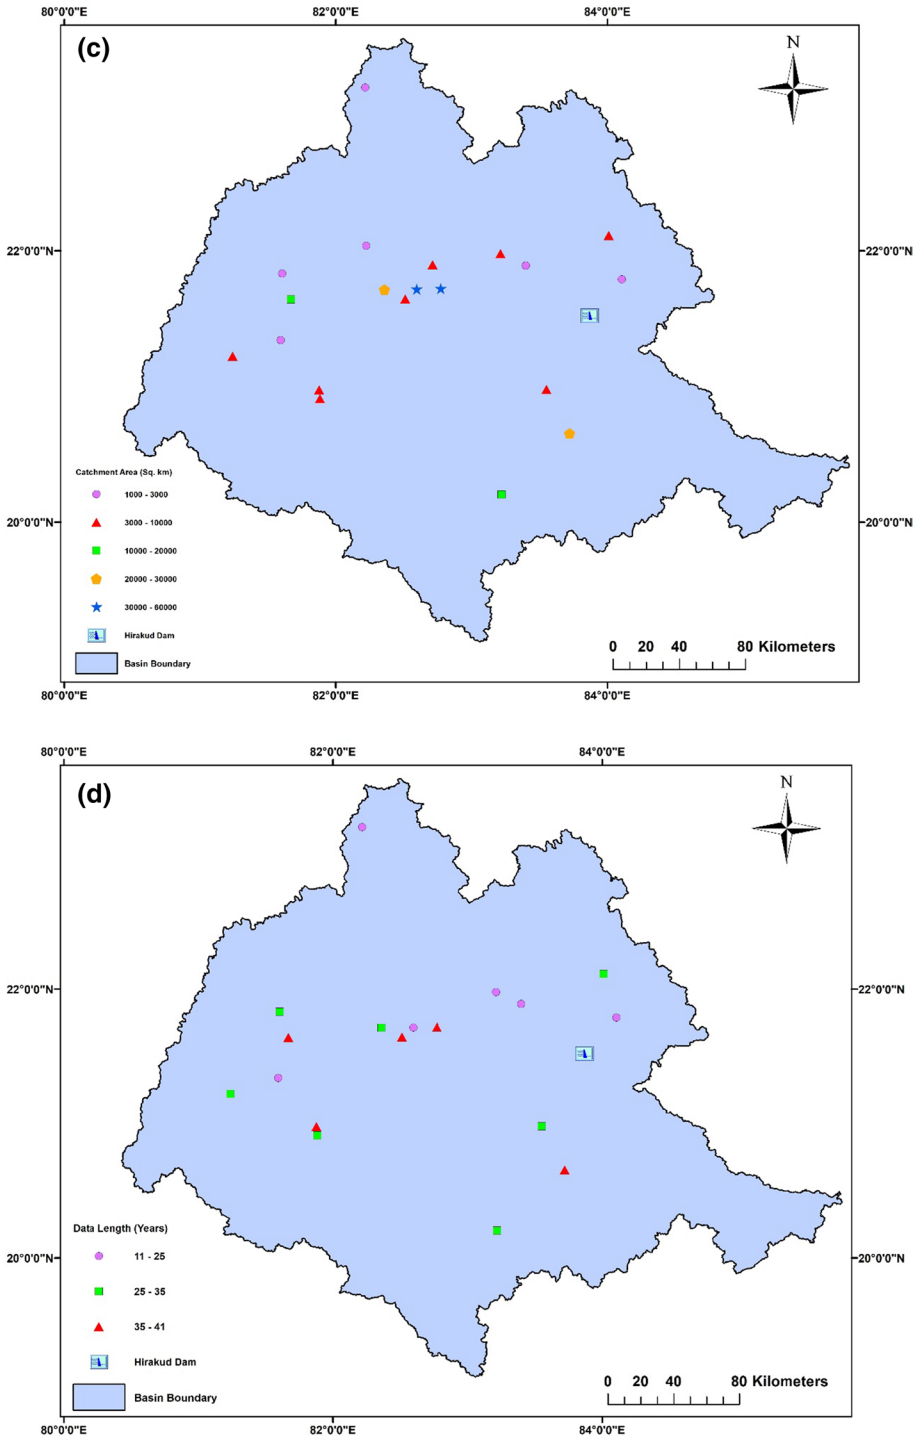 80°0'0"E 82°0'0"E 84°0'0"E
(c)
N
22°0'0"N 22°0'0"N
Catchment Area (Sq. km)
1000 - 3000
3000 - 10000
20°0'0"N 20°0'0"N
10000 - 20000
20000 - 30000
30000 - 60000
Hirakud Dam
0 20 40 80 Kilometers
Basin Boundary
80°0'0"E 82°0'0"E 84°0'0"E
80°0'0"E 82°0'0"E 84°0'0"E
(d)
N
22°0'0"N 22°0'0"N
Data Length (Years)
11 - 25
20°0'0"N 20°0'0"N
25 - 35
35 - 41
Hirakud Dam
0 20 40 80 Kilometers
Basin Boundary
80°0'0"E 82°0'0"E 84°0'0"E